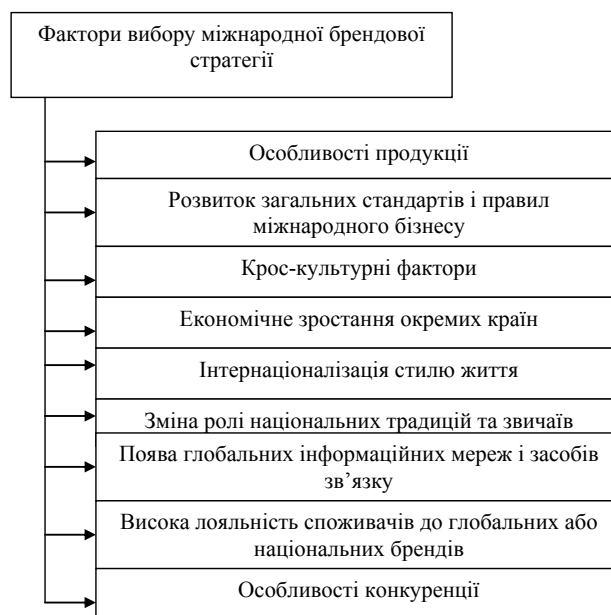 Фактори вибору міжнародної брендової
стратегії
Особливості продукції
Розвиток загальних стандартів і правил
міжнародного бізнесу
Крос-культурні фактори
Економічне зростання окремих країн
Інтернаціоналізація стилю життя
Зміна ролі національних традицій та звичаїв
Поява глобальних інформаційних мереж і засобів
зв’язку
Висока лояльність споживачів до глобальних або
національних брендів
Особливості конкуренції